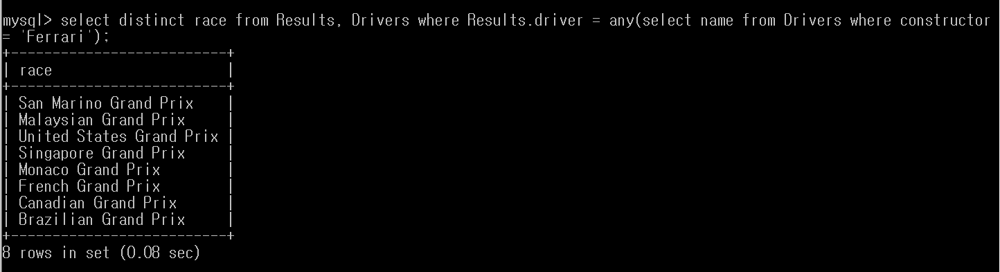 mysql> select distinct race from Results, Drivers where Results.driver = any(select name from Drivers where constructor
= 'Ferrari');
+--------------------------+
| race                     |
+--------------------------+
| San Marino Grand Prix    |
| Malaysian Grand Prix     |
| United States Grand Prix |
| Singapore Grand Prix     |
| Monaco Grand Prix        |
| French Grand Prix        |
| Canadian Grand Prix      |
| Brazilian Grand Prix     |
+--------------------------+
8 rows in set (0.08 sec)